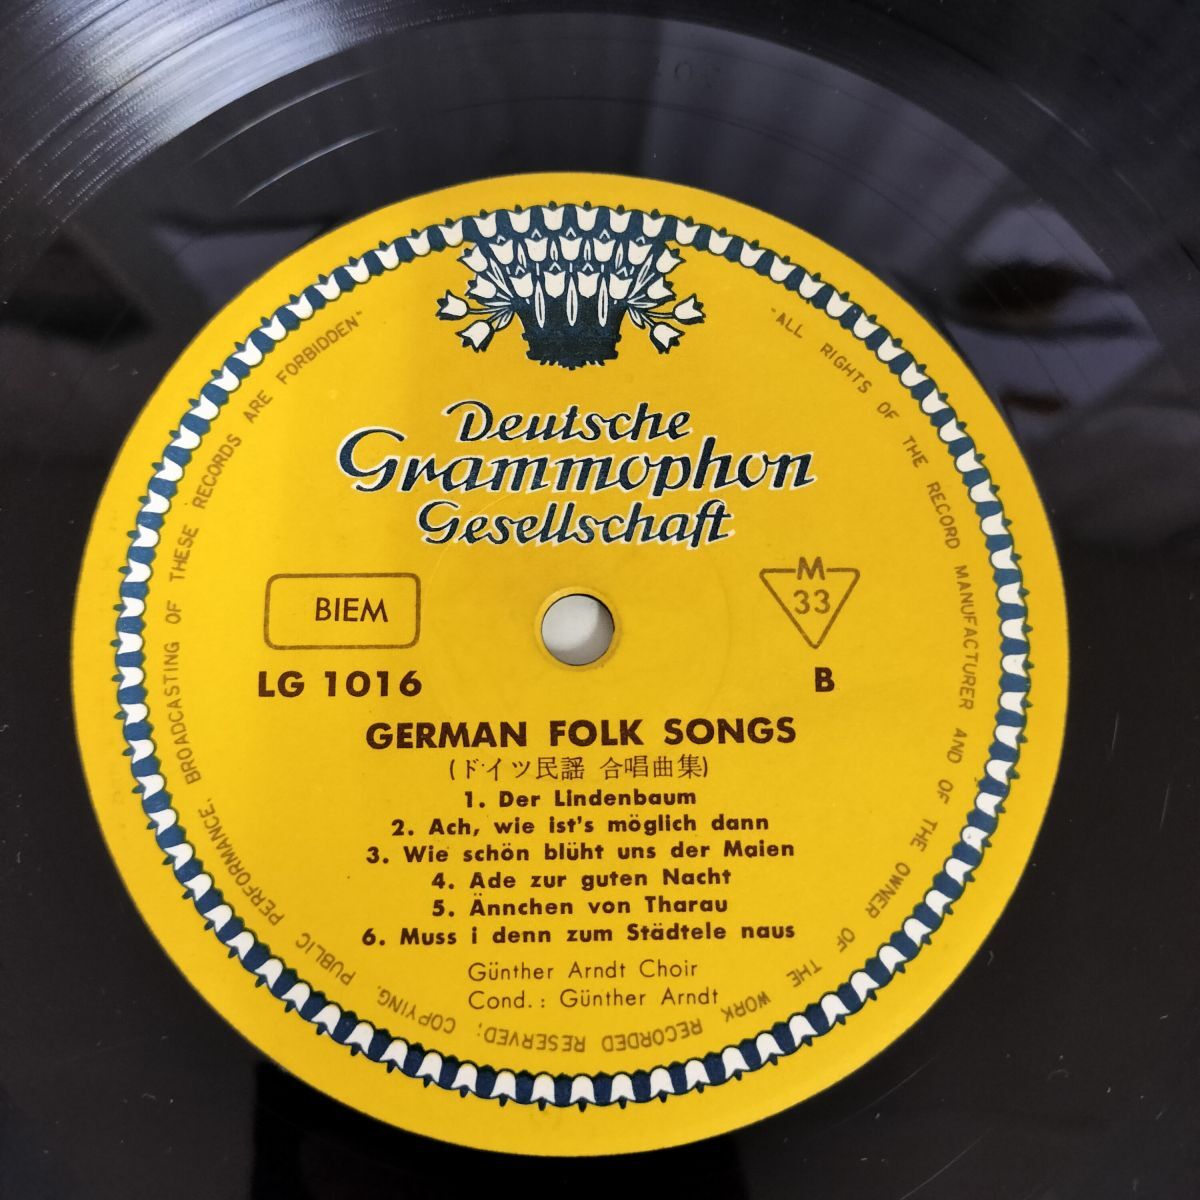 Deutsche
Grammophon
Gesellschaft
BIEM
M
33
LG 1016
B
GERMAN FOLK SONGS
(ドイツ民謡 合唱曲集)
1. Der Lindenbaum
2. Ach, wie ist's möglich dann
3. Wie schön blüht uns der Maien
4. Ade zur guten Nacht
5. Ännchen von Tharau
6. Muss i denn zum Städtele naus
Günther Arndt Choir
Cond.: Günther Arndt
"ALL RIGHTS OF THE RECORD MANUFACTURER AND OF THE OWNER OF THE WORK RECORDED RESERVED; COPYING, PUBLIC PERFORMANCE, BROADCASTING OF THESE RECORDS ARE FORBIDDEN"